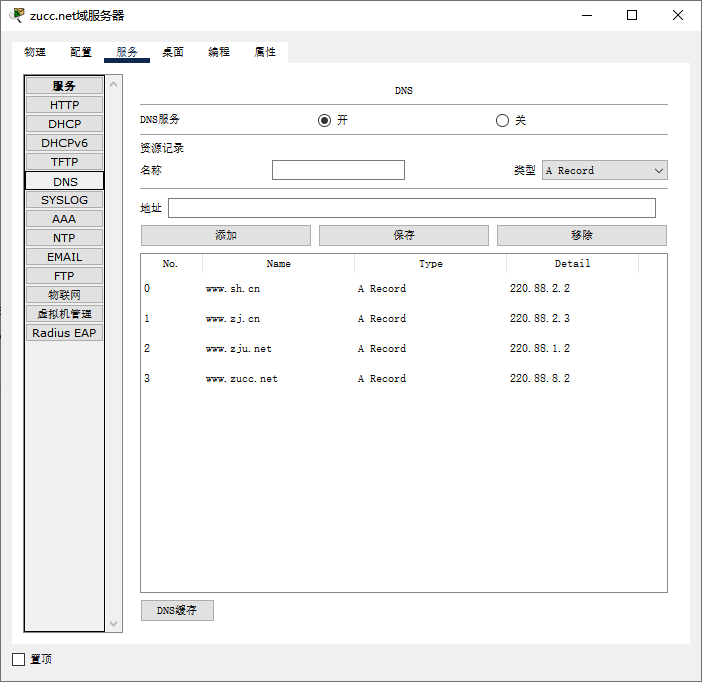 zucc.net域服务器
物理 配置 服务 桌面 编程 属性
服务
HTTP
DHCP
DHCPv6
TFTP
DNS
SYSLOG
AAA
NTP
EMAIL
FTP
物联网
虚拟机管理
Radius EAP
DNS
DNS服务 开 关
资源记录
名称 类型 A Record
地址
添加 保存 移除
No. Name Type Detail
0 www.sh.cn A Record 220.88.2.2
1 www.zj.cn A Record 220.88.2.3
2 www.zju.net A Record 220.88.1.2
3 www.zucc.net A Record 220.88.8.2
DNS缓存
置顶